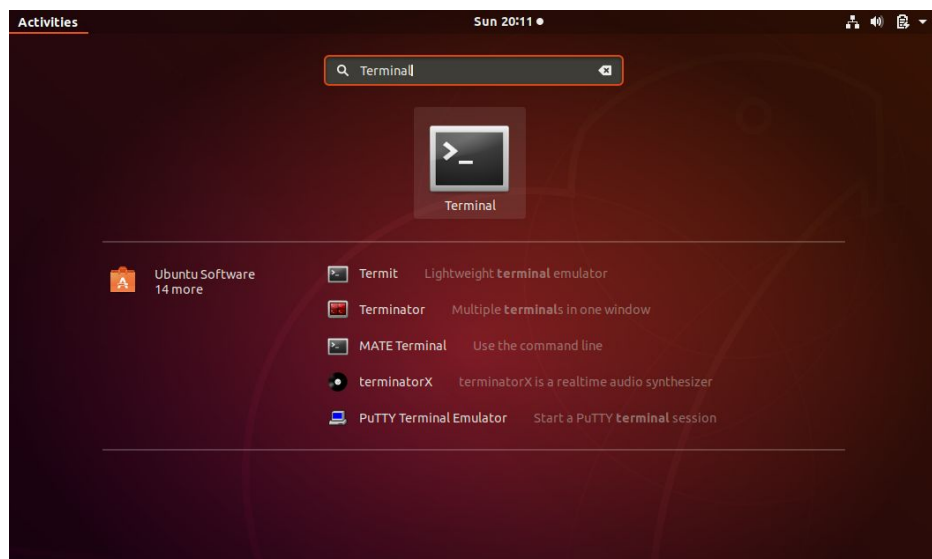 Activities
Sun 20:11
Terminal
Terminal
Ubuntu Software
14 more
Termit Lightweight terminal emulator
Terminator Multiple terminals in one window
MATE Terminal Use the command line
terminatorX terminatorX is a realtime audio synthesizer
PuTTY Terminal Emulator Start a PuTTY terminal session